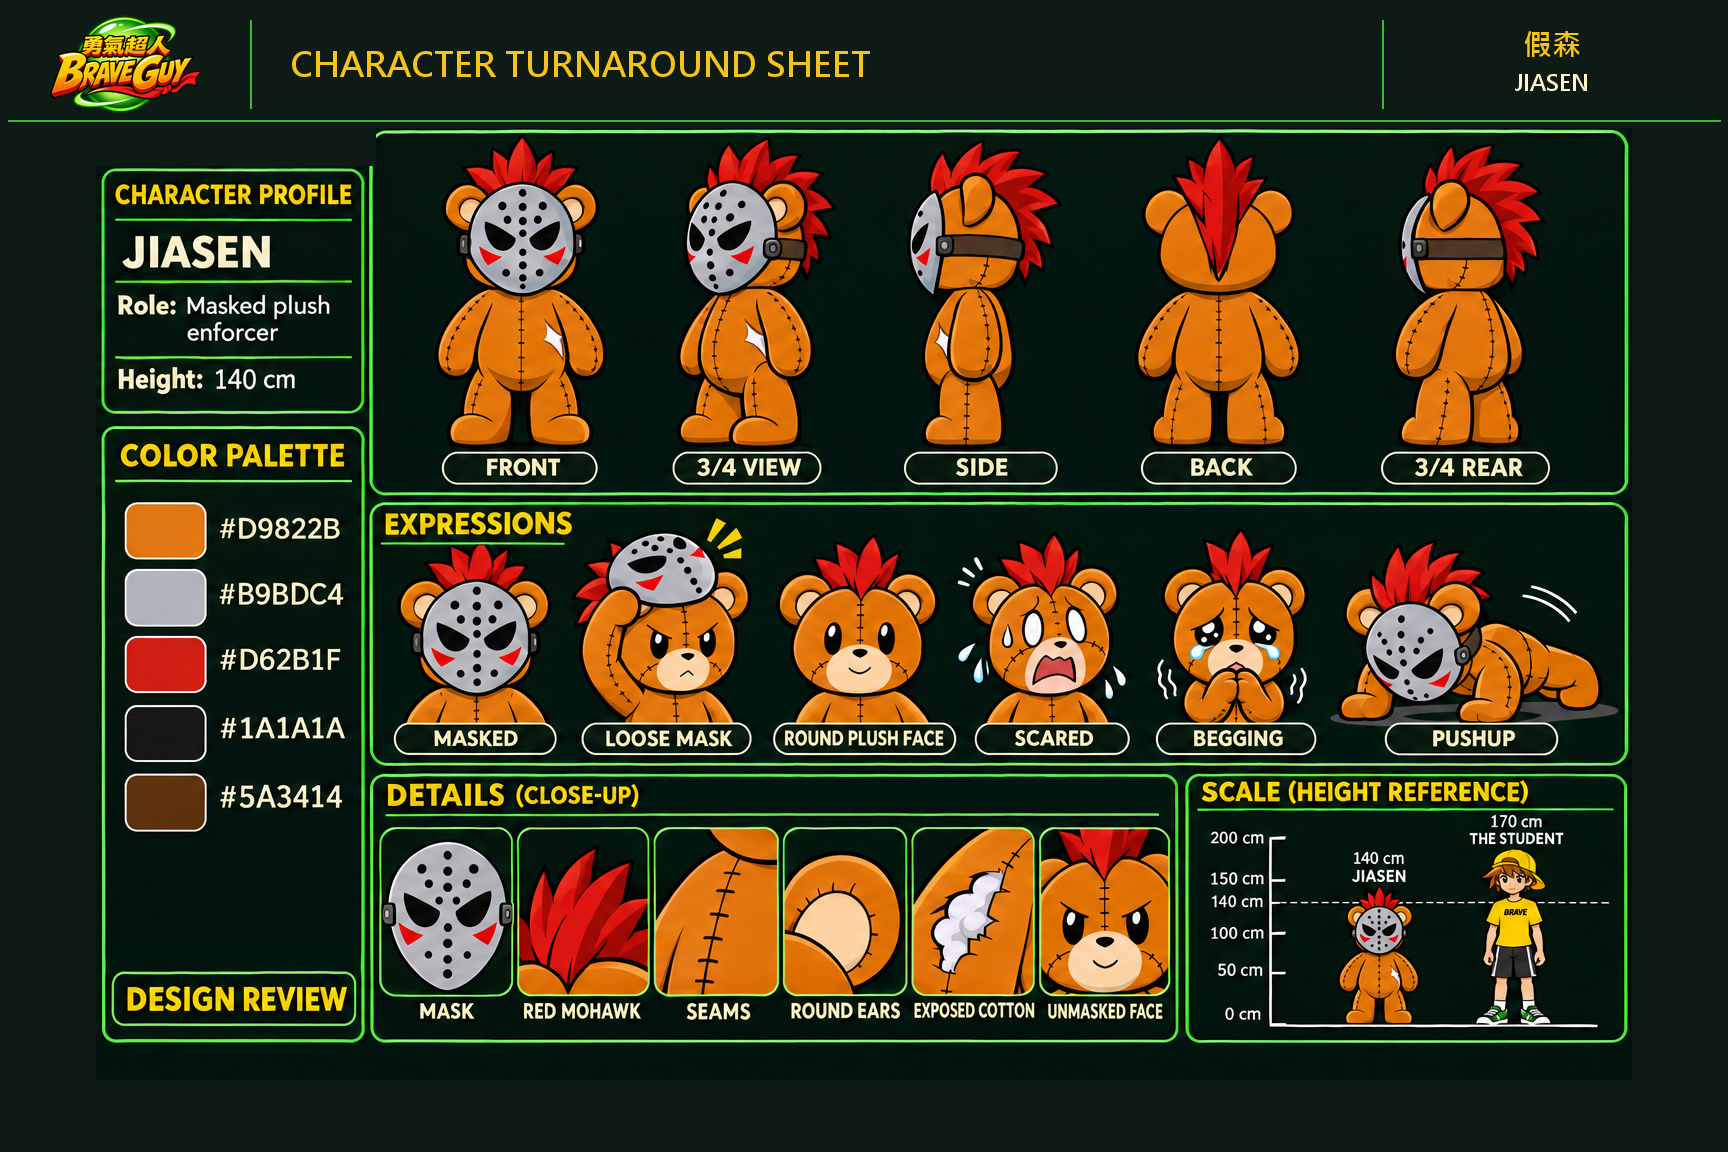 勇氣超人
BRAVEGUY
CHARACTER TURNAROUND SHEET
假森
JIASEN
CHARACTER PROFILE
JIASEN
Role: Masked plush
enforcer
Height: 140 cm
COLOR PALETTE
#D9822B
#B9BDC4
#D62B1F
#1A1A1A
#5A3414
DESIGN REVIEW
FRONT
3/4 VIEW
SIDE
BACK
3/4 REAR
EXPRESSIONS
MASKED
LOOSE MASK
ROUND PLUSH FACE
SCARED
BEGGING
PUSHUP
DETAILS (CLOSE-UP)
MASK
RED MOHAWK
SEAMS
ROUND EARS
EXPOSED COTTON
UNMASKED FACE
SCALE (HEIGHT REFERENCE)
200 cm
150 cm
140 cm
100 cm
50 cm
0 cm
140 cm
JIASEN
170 cm
THE STUDENT
BRAVE